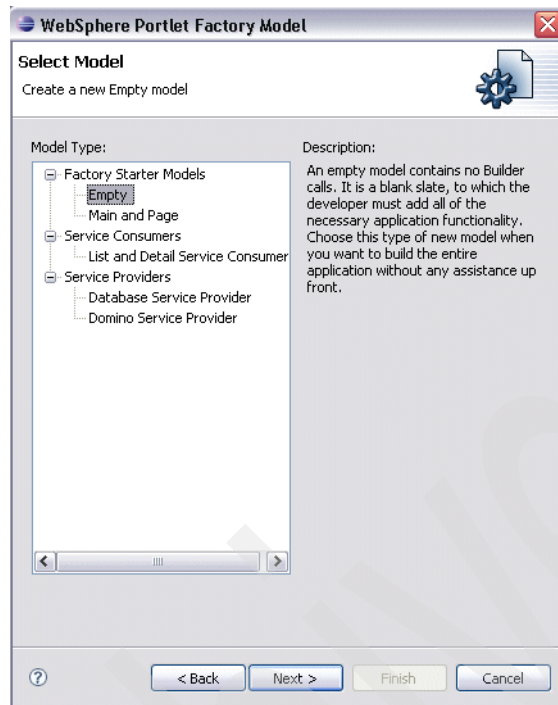 WebSphere Portlet Factory Model
Select Model
Create a new Empty model
Model Type:
Factory Starter Models
Empty
Main and Page
Service Consumers
List and Detail Service Consumer
Service Providers
Database Service Provider
Domino Service Provider
Description:
An empty model contains no Builder
calls. It is a blank slate, to which the
developer must add all of the
necessary application functionality.
Choose this type of new model when
you want to build the entire
application without any assistance up
front.
? < Back Next > Finish Cancel